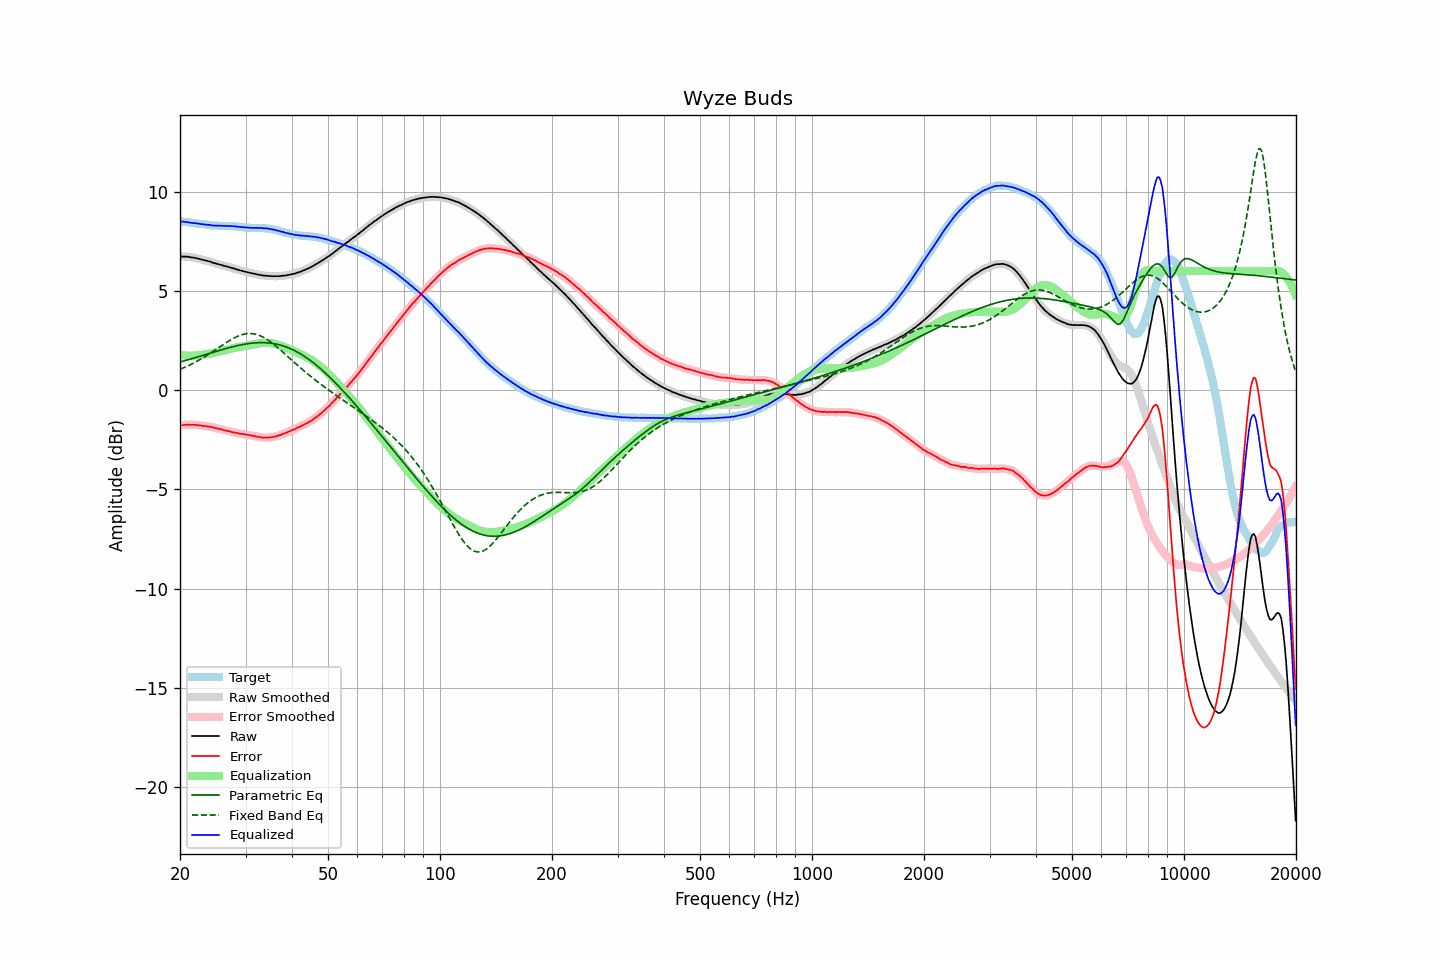 Wyze Buds
Amplitude (dBr)
10
5
0
−5
−10
−15
−20
Target
Raw Smoothed
Error Smoothed
Raw
Error
Equalization
Parametric Eq
Fixed Band Eq
Equalized
20 50 100 200 500 1000 2000 5000 10000 20000
Frequency (Hz)